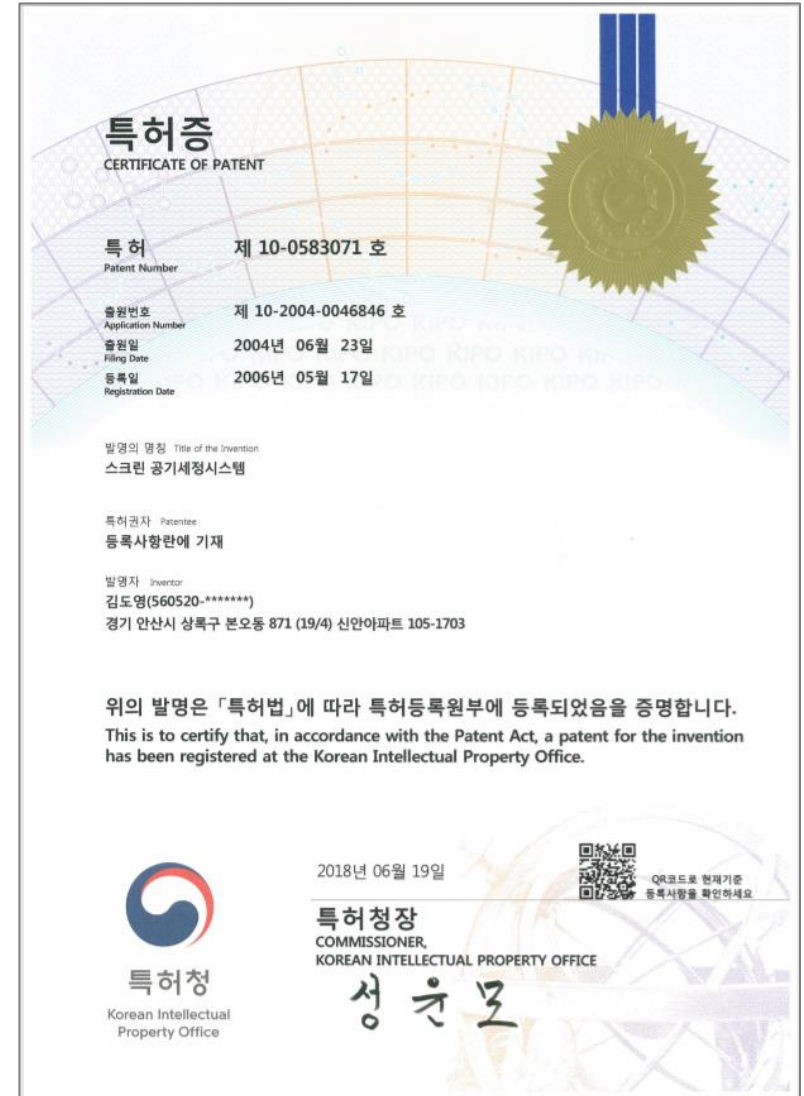 특허증
CERTIFICATE OF PATENT
특 허 제 10-0583071 호
Patent Number
출원번호 제 10-2004-0046846 호
Application Number
출원일 2004년 06월 23일
Filing Date
등록일 2006년 05월 17일
Registration Date
발명의 명칭 Title of the Invention
스크린 공기세정시스템
특허권자 Patentee
등록사항란에 기재
발명자 Inventor
김도영(560520-*******)
경기 안산시 상록구 본오동 871 (19/4) 신안아파트 105-1703
위의 발명은 「특허법」에 따라 특허등록원부에 등록되었음을 증명합니다.
This is to certify that, in accordance with the Patent Act, a patent for the invention
has been registered at the Korean Intellectual Property Office.
2018년 06월 19일
QR코드로 현재기준
등록사항을 확인하세요
특허청장
COMMISSIONER,
KOREAN INTELLECTUAL PROPERTY OFFICE
성윤모
특허청
Korean Intellectual
Property Office